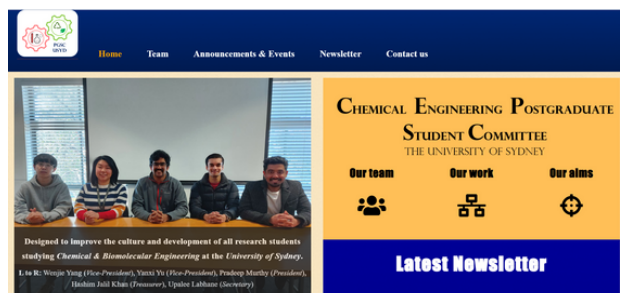 PGSC
USYD
Home Team Announcements & Events Newsletter Contact us
Designed to improve the culture and development of all research students
studying Chemical & Biomolecular Engineering at the University of Sydney.
L to R: Wenjie Yang (Vice-President), Yanxi Yu (Vice-President), Pradeep Murthy (President),
Hashim Jalil Khan (Treasurer), Upulee Labhane (Secretary)
CHEMICAL ENGINEERING POSTGRADUATE
STUDENT COMMITTEE
THE UNIVERSITY OF SYDNEY
Our team Our work Our aims
Latest Newsletter